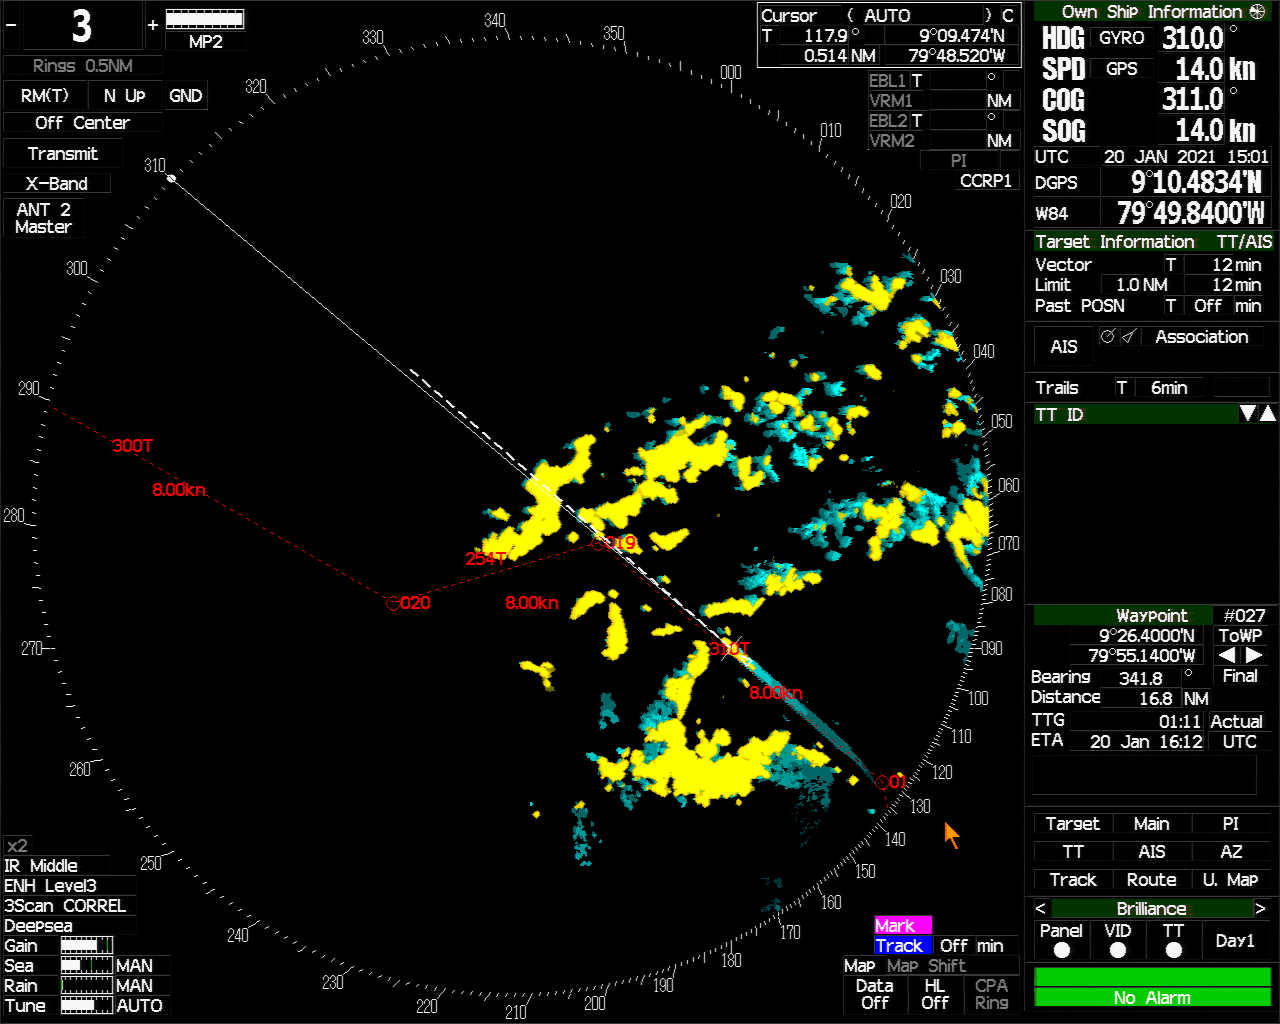 − 3 +
MP2
Rings 0.5NM
RM(T) N Up GND
Off Center
Transmit
X-Band
ANT 2
Master
Cursor ( AUTO ) C
T 117.9 ° 9°09.474'N
0.514 NM 79°48.520'W
EBL1 T °
VRM1 NM
EBL2 T °
VRM2 NM
PI
CCRP1
340
350
330
000
320
010
310
020
300
030
040
290
050
060
280
070
080
270
090
100
110
260
120
130
140
250
150
160
240
170
180
230
190
220
200
210
300T
8.00kn
254T
019
020
8.00kn
310T
8.00kn
01
Own Ship Information
HDG GYRO 310.0 °
SPD GPS 14.0 kn
COG 311.0 °
SOG 14.0 kn
UTC 20 JAN 2021 15:01
DGPS 9°10.4834'N
W84 79°49.8400'W
Target Information TT/AIS
Vector T 12 min
Limit 1.0 NM 12 min
Past POSN T Off min
AIS Association
Trails T 6min
TT ID ▼▲
Waypoint #027
9°26.4000'N ToWP
79°55.1400'W ◀ ▶
Bearing 341.8 ° Final
Distance 16.8 NM
TTG 01:11 Actual
ETA 20 Jan 16:12 UTC
Target Main PI
TT AIS AZ
Track Route U. Map
< Brilliance >
Panel VID TT Day1
No Alarm
x2
IR Middle
ENH Level3
3Scan CORREL
Deepsea
Gain
Sea MAN
Rain MAN
Tune AUTO
Mark
Track Off min
Map Map Shift
Data HL CPA
Off Off Ring